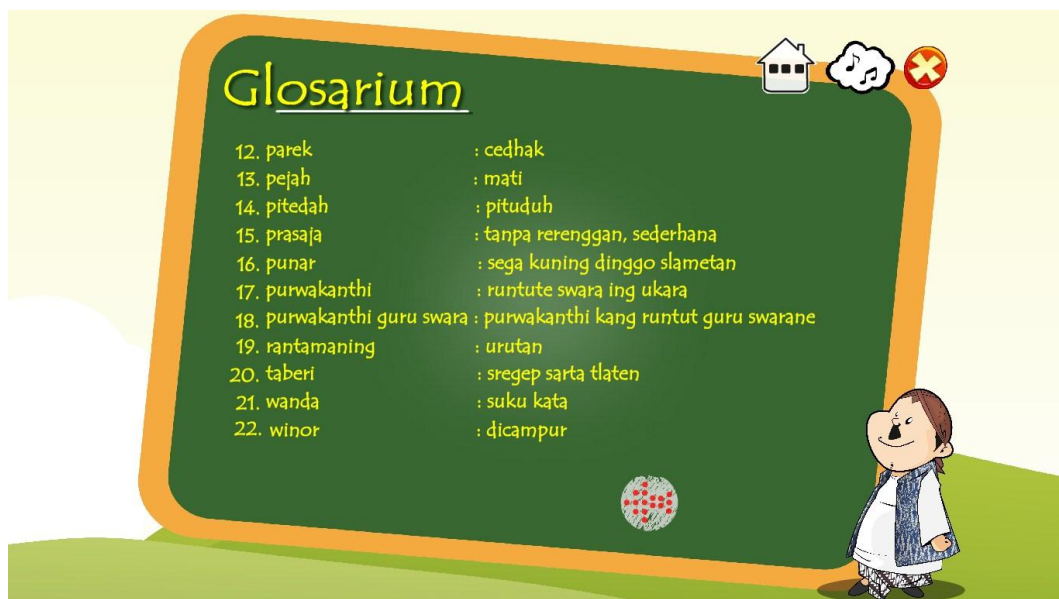 Glosarium
12. parek : cedhak
13. pejah : mati
14. pitedah : pituduh
15. prasaja : tanpa rerenggan, sederhana
16. punar : sega kuning dinggo slametan
17. purwakanthi : runtute swara ing ukara
18. purwakanthi guru swara : purwakanthi kang runtut guru swarane
19. rantamaning : urutan
20. taberi : sregep sarta tlaten
21. wanda : suku kata
22. winor : dicampur